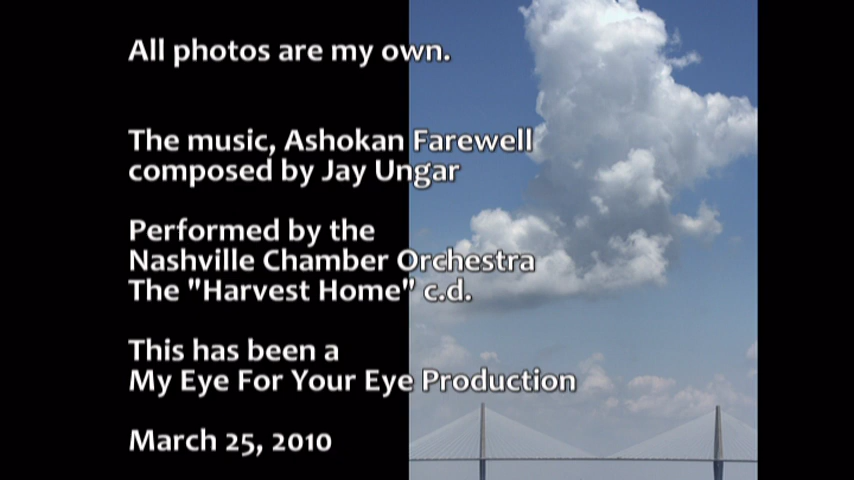 All photos are my own.
The music, Ashokan Farewell
composed by Jay Ungar
Performed by the
Nashville Chamber Orchestra
The "Harvest Home" c.d.
This has been a
My Eye For Your Eye Production
March 25, 2010